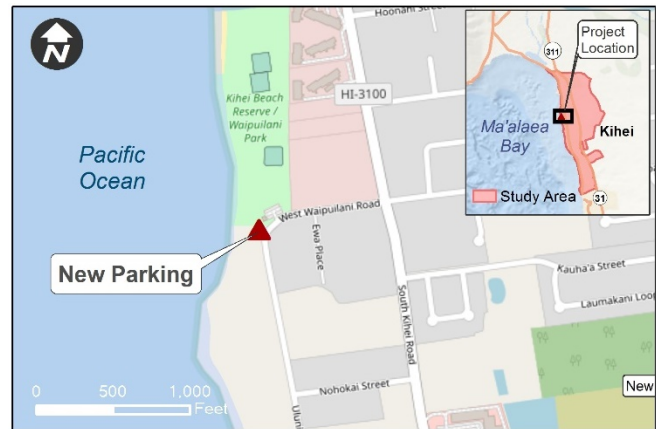 N
Hoonani Street
HI-3100
Kihei Beach
Reserve /
Waipuilani
Park
Pacific
Ocean
West Waipuilani Road
Ewa Place
New Parking
South Kihei Road
Kauha'a Street
Laumakani Loop
Nohokai Street
New
0 500 1,000
Feet
Project
Location
311
Ma'alaea
Bay
Kihei
Study Area
31